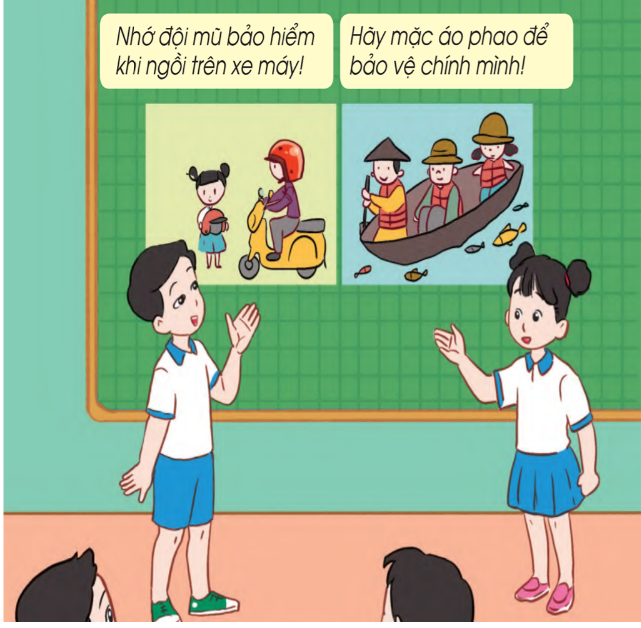 Nhớ đội mũ bảo hiểm
khi ngồi trên xe máy!
Hãy mặc áo phao để
bảo vệ chính mình!